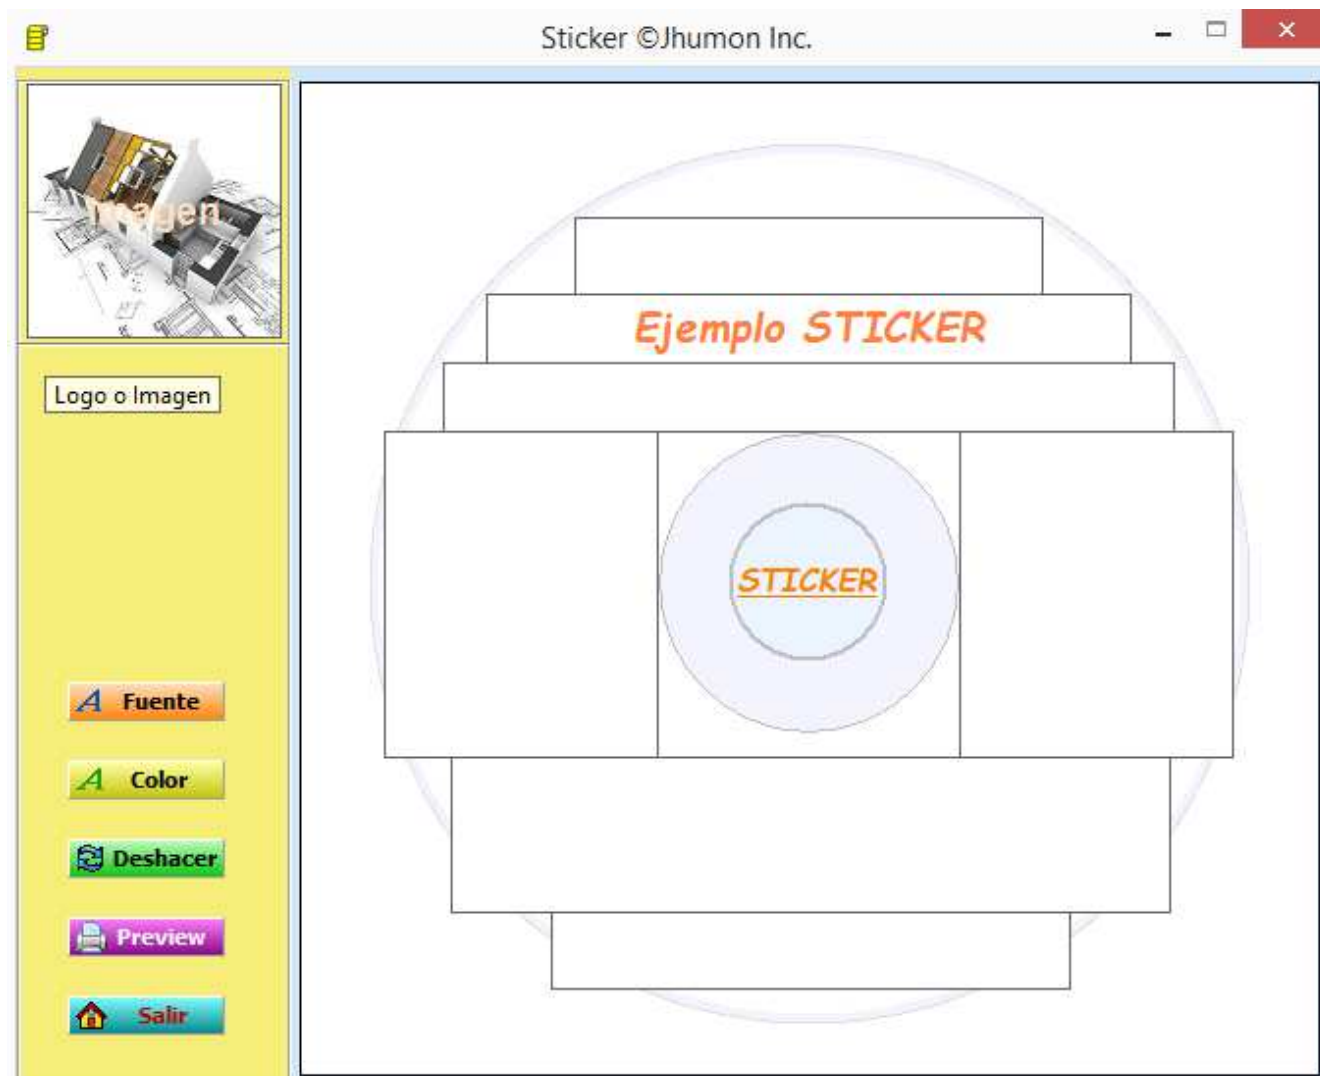 Sticker ©Jhumon Inc.
Imagen
Logo o Imagen
A Fuente
A Color
Deshacer
Preview
Salir
Ejemplo STICKER
STICKER